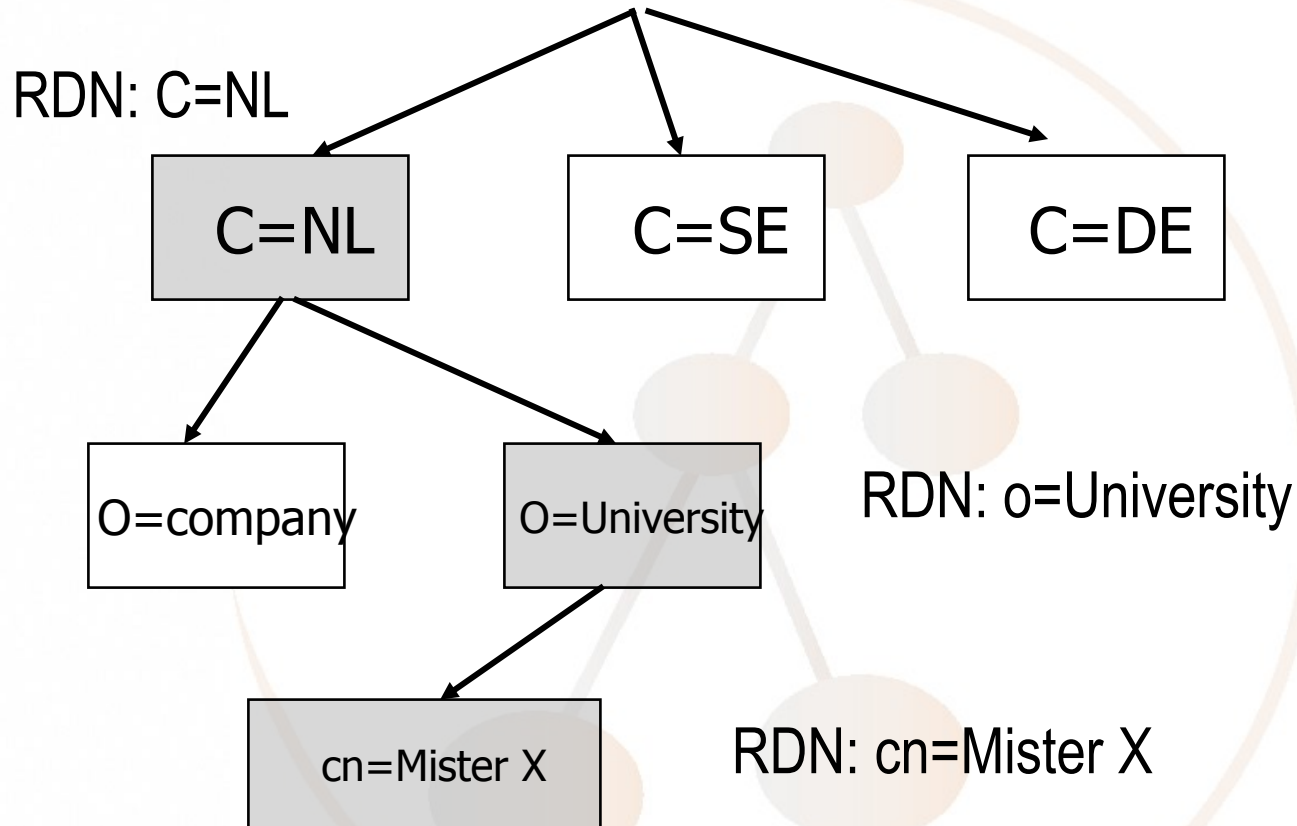 RDN: C=NL
C=NL
C=SE
C=DE
O=company
O=University
RDN: o=University
cn=Mister X
RDN: cn=Mister X